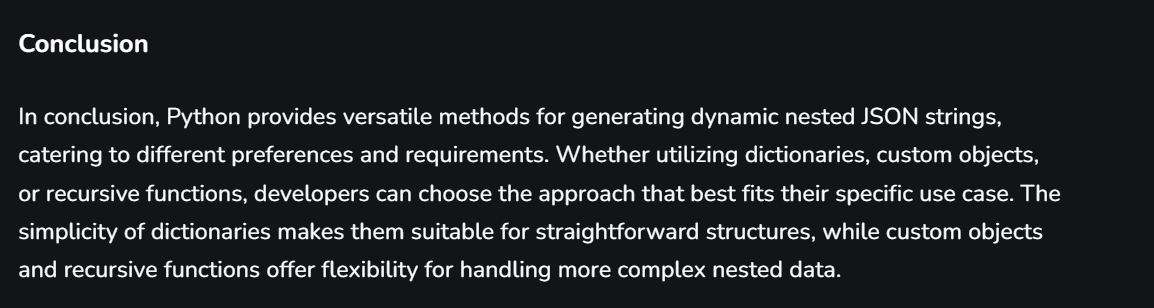 Conclusion
In conclusion, Python provides versatile methods for generating dynamic nested JSON strings,
catering to different preferences and requirements. Whether utilizing dictionaries, custom objects,
or recursive functions, developers can choose the approach that best fits their specific use case. The
simplicity of dictionaries makes them suitable for straightforward structures, while custom objects
and recursive functions offer flexibility for handling more complex nested data.